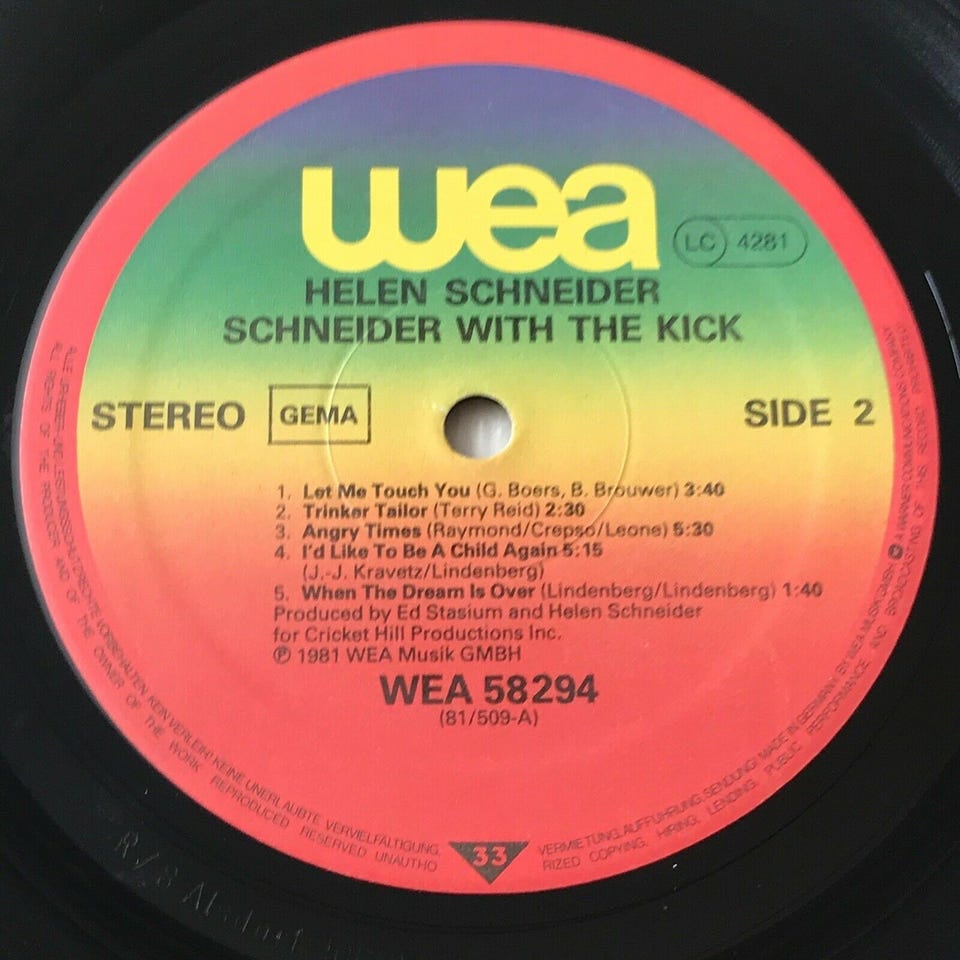 wea
LC 4281
HELEN SCHNEIDER
SCHNEIDER WITH THE KICK
STEREO GEMA SIDE 2
1. Let Me Touch You (G. Boers, B. Brouwer) 3:40
2. Trinker Tailor (Terry Reid) 2:30
3. Angry Times (Raymond/Crepso/Leone) 5:30
4. I'd Like To Be A Child Again 5:15
(J.-J. Kravetz/Lindenberg)
5. When The Dream Is Over (Lindenberg/Lindenberg) 1:40
Produced by Ed Stasium and Helen Schneider
for Cricket Hill Productions Inc.
℗ 1981 WEA Musik GMBH
WEA 58294
(81/509-A)
33
ALLE URHEBER- UND LEISTUNGSSCHUTZRECHTE VORBEHALTEN KEIN VERLEIH! KEINE UNERLAUBTE VERVIELFÄLTIGUNG, VERMIETUNG, AUFFÜHRUNG, SENDUNG! MADE IN GERMANY BY WEA MUSIK GMBH A WARNER COMMUNICATIONS COMPANY
ALL RIGHTS OF THE PRODUCER AND OF THE OWNER OF THE WORK REPRODUCED RESERVED UNAUTHORIZED COPYING, HIRING, LENDING, PUBLIC PERFORMANCE AND BROADCASTING OF THIS RECORD PROHIBITED
R/S Alsdorf